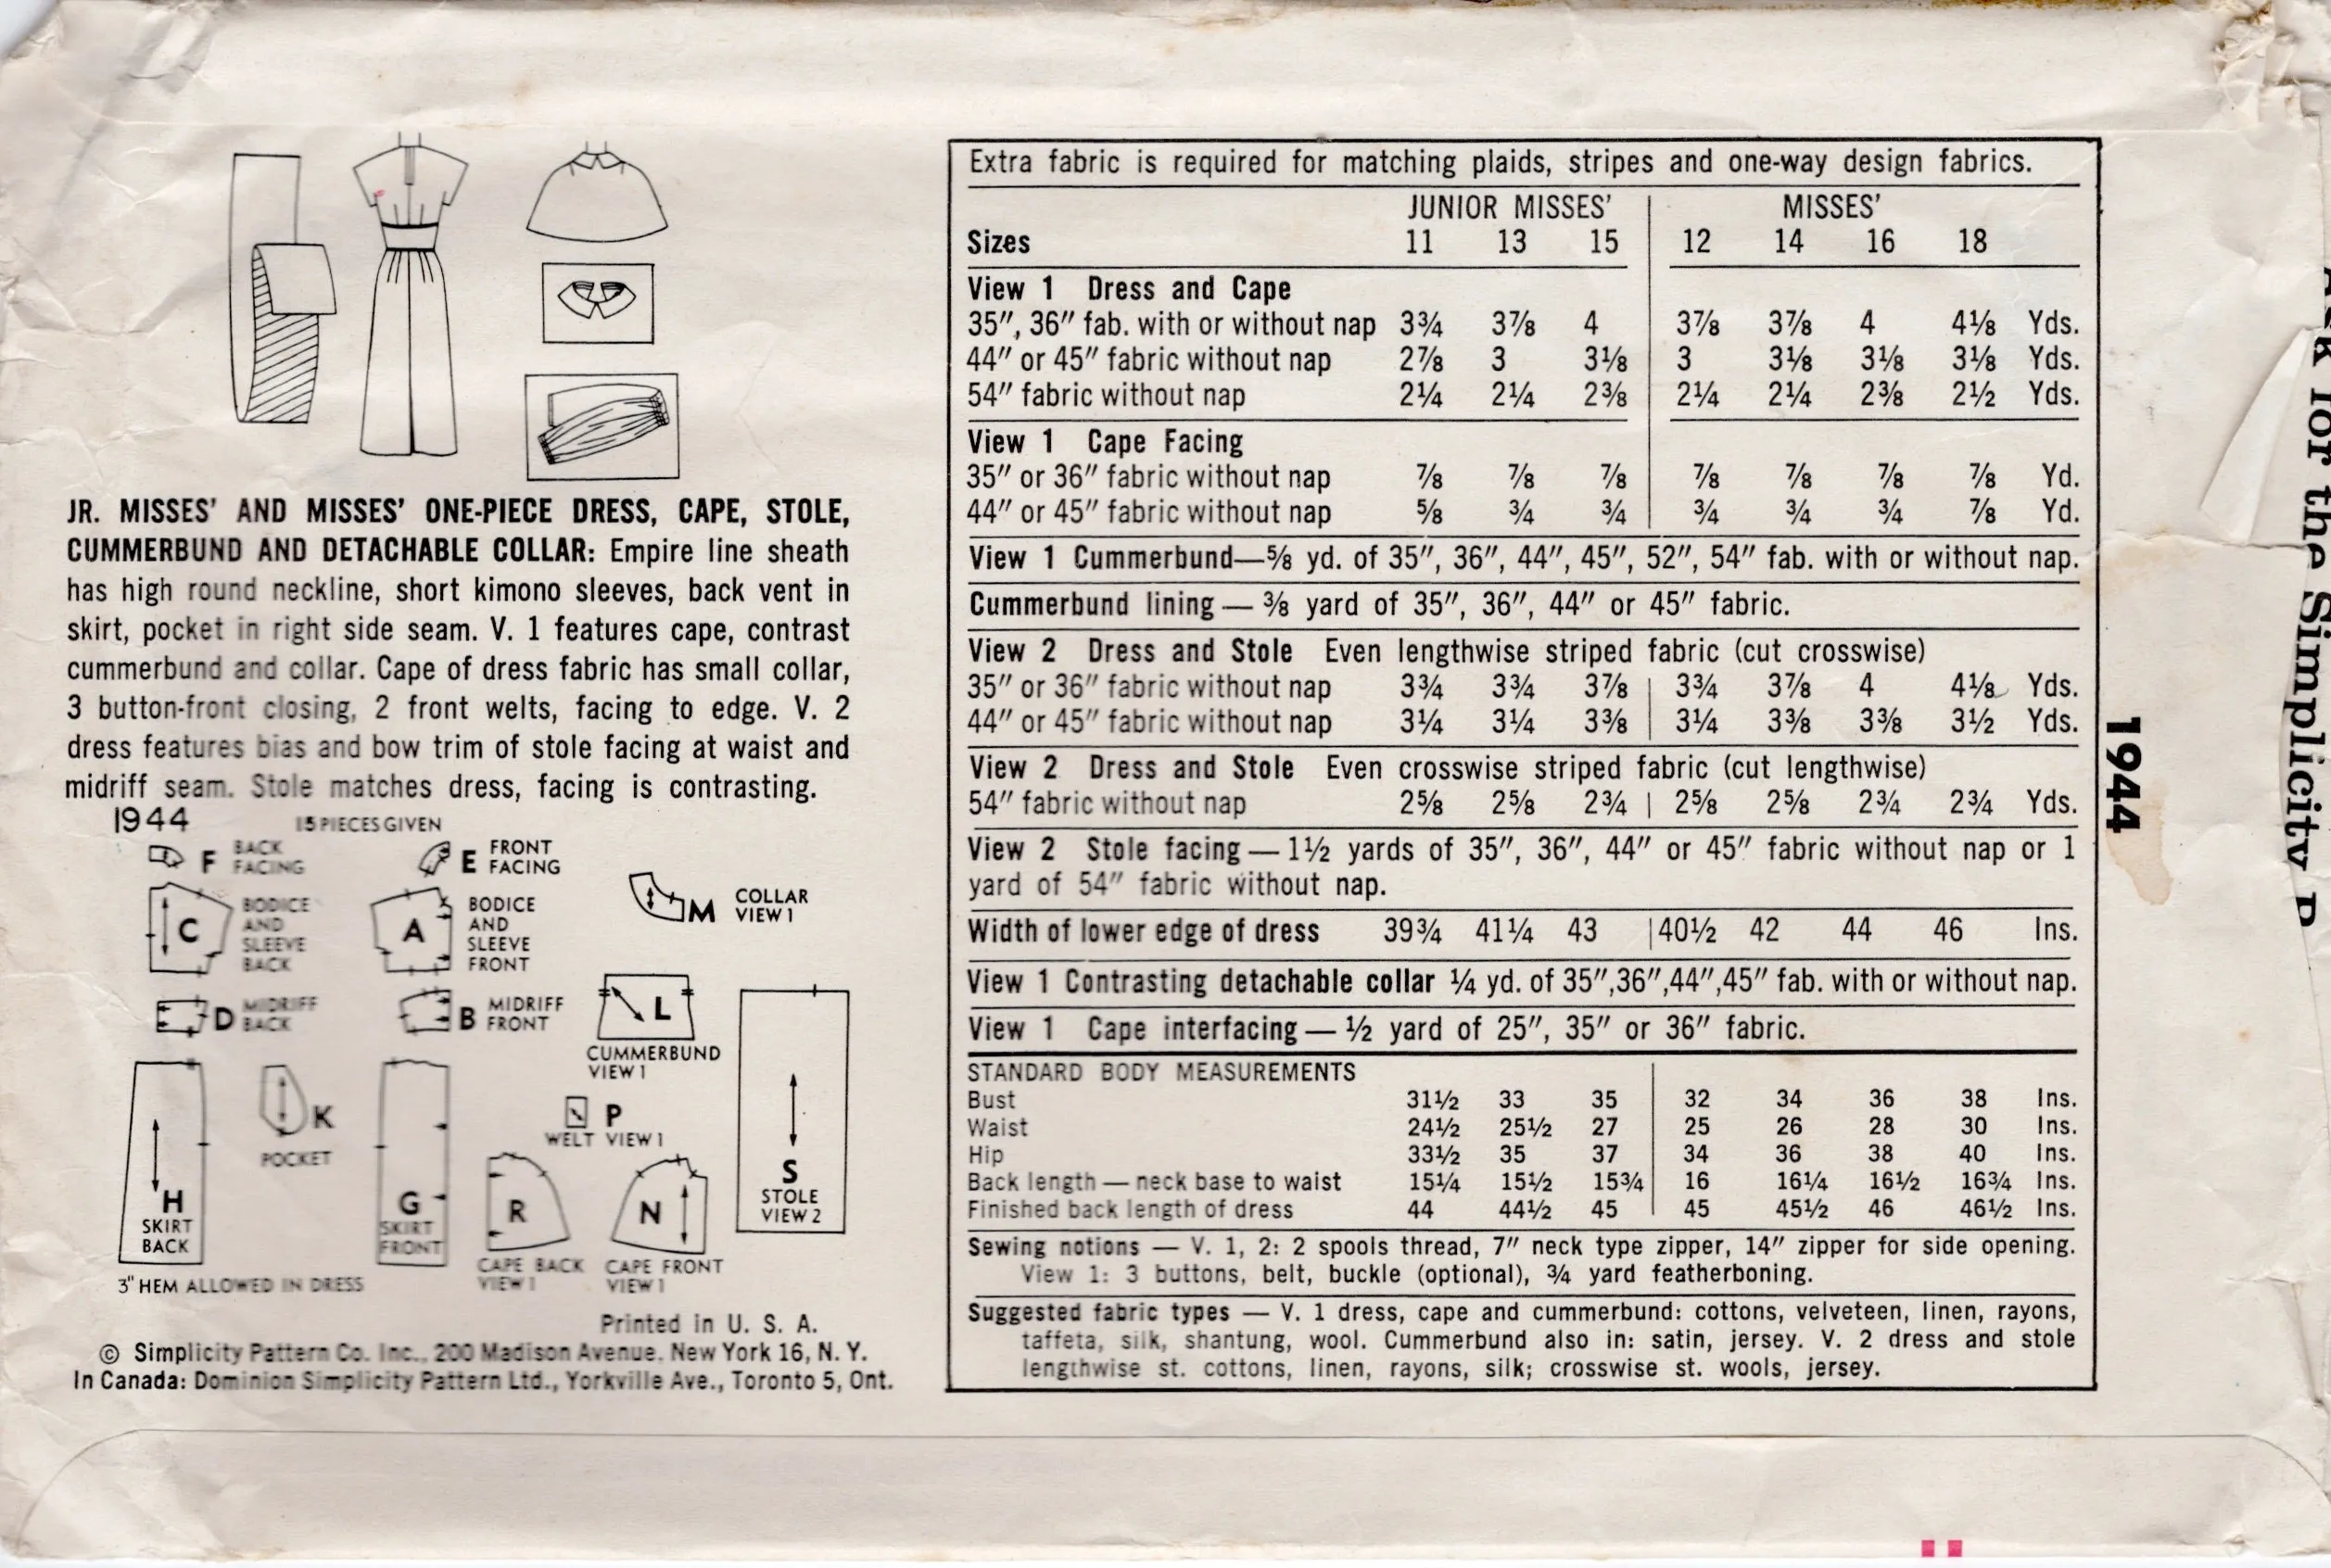 JR. MISSES' AND MISSES' ONE-PIECE DRESS, CAPE, STOLE,
CUMMERBUND AND DETACHABLE COLLAR: Empire line sheath
has high round neckline, short kimono sleeves, back vent in
skirt, pocket in right side seam. V. 1 features cape, contrast
cummerbund and collar. Cape of dress fabric has small collar,
3 button-front closing, 2 front welts, facing to edge. V. 2
dress features bias and bow trim of stole facing at waist and
midriff seam. Stole matches dress, facing is contrasting.
1944 15 PIECES GIVEN
F BACK FACING
E FRONT FACING
C BODICE AND SLEEVE BACK
A BODICE AND SLEEVE FRONT
M COLLAR VIEW 1
D MIDRIFF BACK
B MIDRIFF FRONT
L
CUMMERBUND
VIEW 1
H
SKIRT
BACK
K
POCKET
G
SKIRT
FRONT
P
WELT VIEW 1
R
CAPE BACK
VIEW 1
N
CAPE FRONT
VIEW 1
S
STOLE
VIEW 2
3" HEM ALLOWED IN DRESS
Printed in U. S. A.
© Simplicity Pattern Co. Inc., 200 Madison Avenue, New York 16, N. Y.
In Canada: Dominion Simplicity Pattern Ltd., Yorkville Ave., Toronto 5, Ont.
Extra fabric is required for matching plaids, stripes and one-way design fabrics.
JUNIOR MISSES' MISSES'
Sizes 11 13 15 12 14 16 18
View 1 Dress and Cape
35", 36" fab. with or without nap 3¾ 3⅞ 4 3⅞ 3⅞ 4 4⅛ Yds.
44" or 45" fabric without nap 2⅞ 3 3⅛ 3 3⅛ 3⅛ 3⅛ Yds.
54" fabric without nap 2¼ 2¼ 2⅜ 2¼ 2¼ 2⅜ 2½ Yds.
View 1 Cape Facing
35" or 36" fabric without nap ⅞ ⅞ ⅞ ⅞ ⅞ ⅞ ⅞ Yd.
44" or 45" fabric without nap ⅝ ¾ ¾ ¾ ¾ ¾ ⅞ Yd.
View 1 Cummerbund—⅝ yd. of 35", 36", 44", 45", 52", 54" fab. with or without nap.
Cummerbund lining — ⅜ yard of 35", 36", 44" or 45" fabric.
View 2 Dress and Stole Even lengthwise striped fabric (cut crosswise)
35" or 36" fabric without nap 3¾ 3¾ 3⅞ 3¾ 3⅞ 4 4⅛ Yds.
44" or 45" fabric without nap 3¼ 3¼ 3⅜ 3¼ 3⅜ 3⅜ 3½ Yds.
View 2 Dress and Stole Even crosswise striped fabric (cut lengthwise)
54" fabric without nap 2⅝ 2⅝ 2¾ 2⅝ 2⅝ 2¾ 2¾ Yds.
View 2 Stole facing — 1½ yards of 35", 36", 44" or 45" fabric without nap or 1
yard of 54" fabric without nap.
Width of lower edge of dress 39¾ 41¼ 43 40½ 42 44 46 Ins.
View 1 Contrasting detachable collar ¼ yd. of 35",36",44",45" fab. with or without nap.
View 1 Cape interfacing — ½ yard of 25", 35" or 36" fabric.
STANDARD BODY MEASUREMENTS
Bust 31½ 33 35 32 34 36 38 Ins.
Waist 24½ 25½ 27 25 26 28 30 Ins.
Hip 33½ 35 37 34 36 38 40 Ins.
Back length — neck base to waist 15¼ 15½ 15¾ 16 16¼ 16½ 16¾ Ins.
Finished back length of dress 44 44½ 45 45 45½ 46 46½ Ins.
Sewing notions — V. 1, 2: 2 spools thread, 7" neck type zipper, 14" zipper for side opening.
View 1: 3 buttons, belt, buckle (optional), ¾ yard featherboning.
Suggested fabric types — V. 1 dress, cape and cummerbund: cottons, velveteen, linen, rayons,
taffeta, silk, shantung, wool. Cummerbund also in: satin, jersey. V. 2 dress and stole
lengthwise st. cottons, linen, rayons, silk; crosswise st. wools, jersey.
1944
for the Simplicity